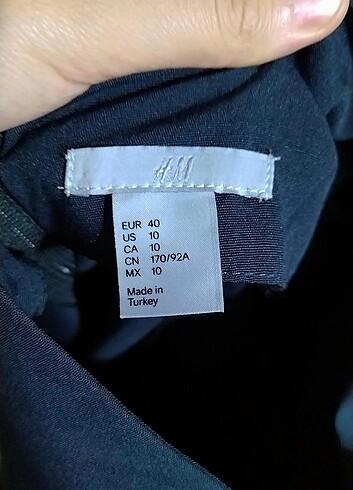 H&M
EUR 40
US 10
CA 10
CN 170/92A
MX 10
Made in
Turkey